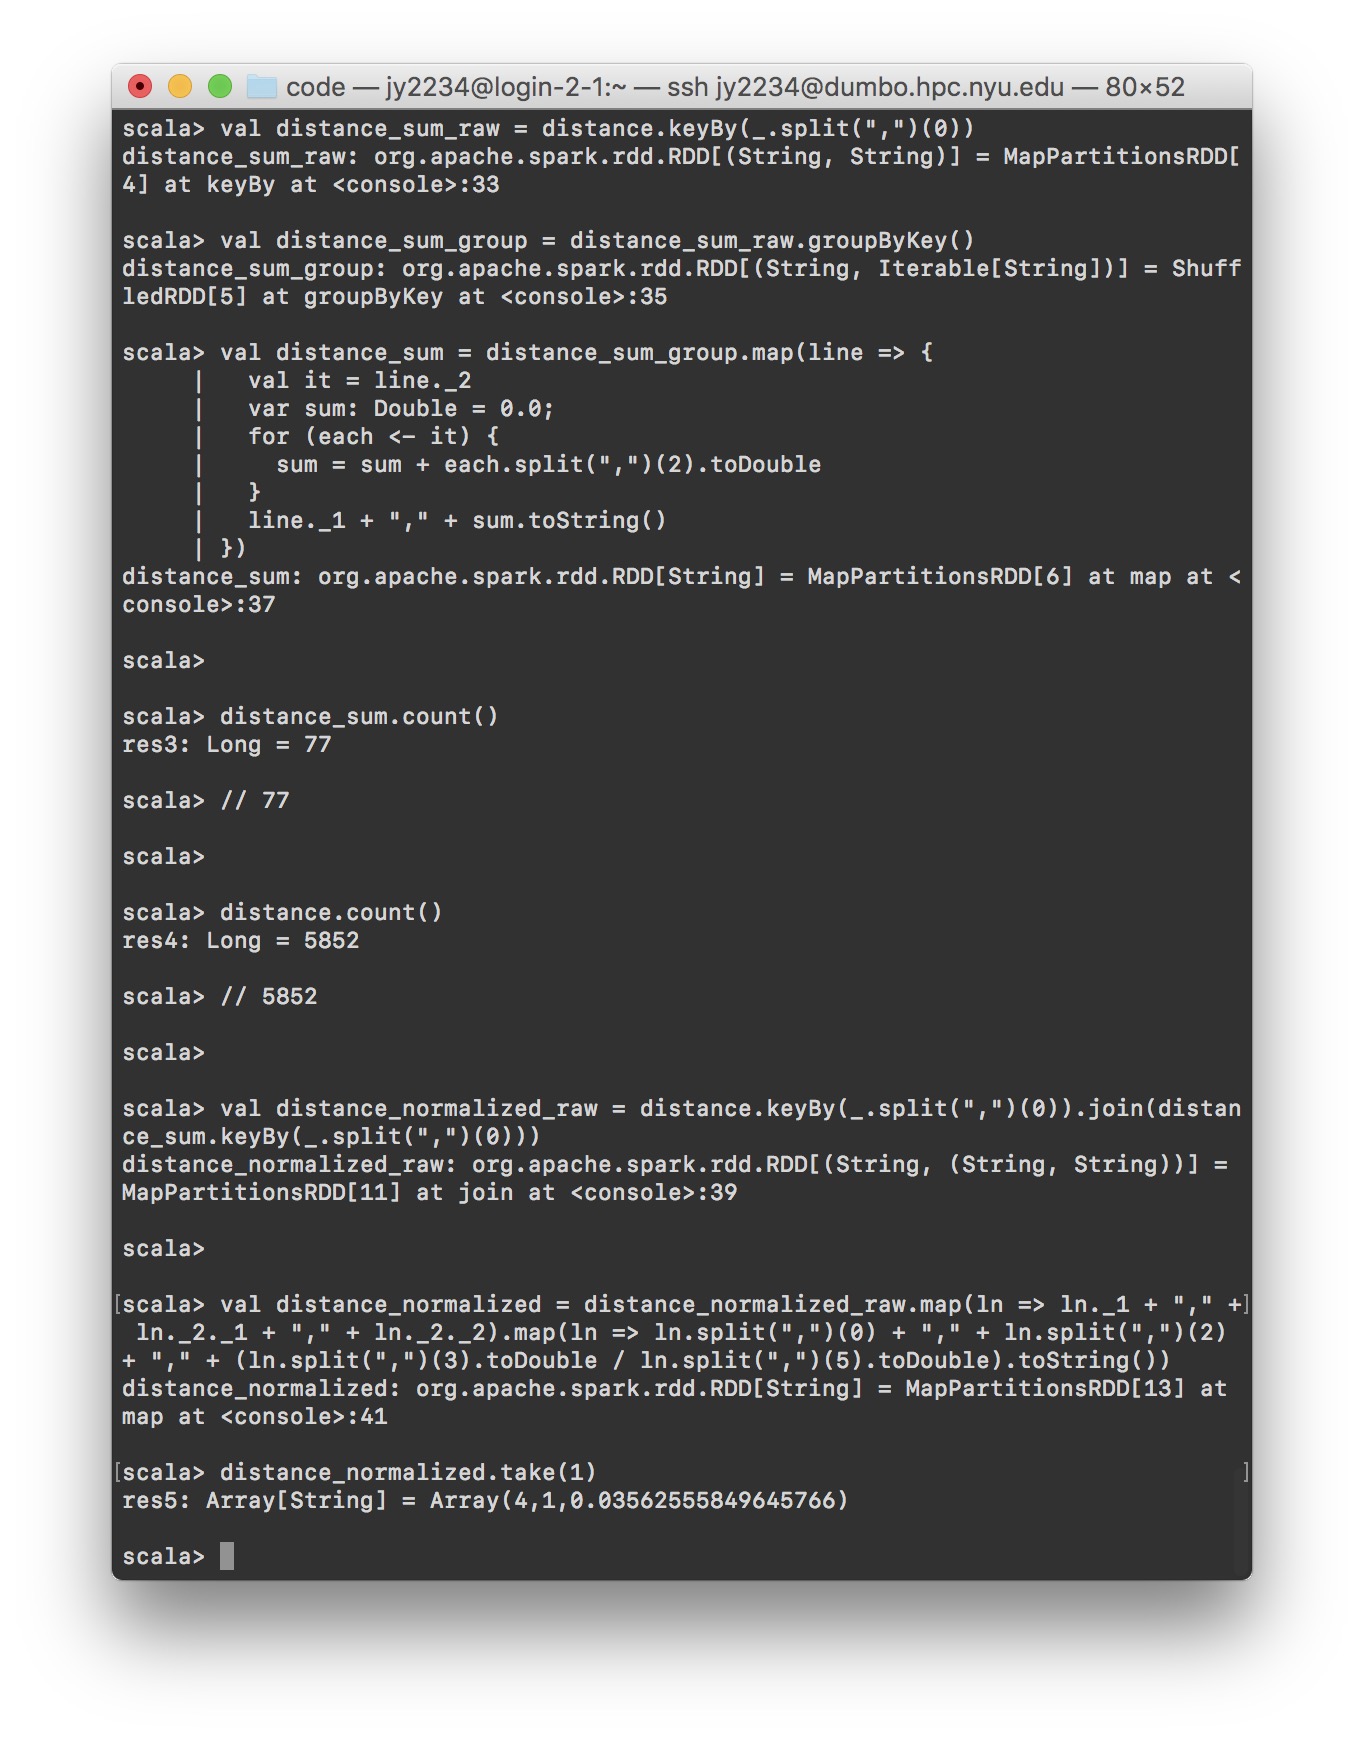 code — jy2234@login-2-1:~ — ssh jy2234@dumbo.hpc.nyu.edu — 80×52
scala> val distance_sum_raw = distance.keyBy(_.split(",")(0))
distance_sum_raw: org.apache.spark.rdd.RDD[(String, String)] = MapPartitionsRDD[
4] at keyBy at <console>:33
scala> val distance_sum_group = distance_sum_raw.groupByKey()
distance_sum_group: org.apache.spark.rdd.RDD[(String, Iterable[String])] = Shuff
ledRDD[5] at groupByKey at <console>:35
scala> val distance_sum = distance_sum_group.map(line => {
     |   val it = line._2
     |   var sum: Double = 0.0;
     |   for (each <- it) {
     |     sum = sum + each.split(",")(2).toDouble
     |   }
     |   line._1 + "," + sum.toString()
     | })
distance_sum: org.apache.spark.rdd.RDD[String] = MapPartitionsRDD[6] at map at <
console>:37
scala>
scala> distance_sum.count()
res3: Long = 77
scala> // 77
scala>
scala> distance.count()
res4: Long = 5852
scala> // 5852
scala>
scala> val distance_normalized_raw = distance.keyBy(_.split(",")(0)).join(distan
ce_sum.keyBy(_.split(",")(0)))
distance_normalized_raw: org.apache.spark.rdd.RDD[(String, (String, String))] =
MapPartitionsRDD[11] at join at <console>:39
scala>
[scala> val distance_normalized = distance_normalized_raw.map(ln => ln._1 + "," +]
 ln._2._1 + "," + ln._2._2).map(ln => ln.split(",")(0) + "," + ln.split(",")(2)
+ "," + (ln.split(",")(3).toDouble / ln.split(",")(5).toDouble).toString())
distance_normalized: org.apache.spark.rdd.RDD[String] = MapPartitionsRDD[13] at
map at <console>:41
[scala> distance_normalized.take(1) ]
res5: Array[String] = Array(4,1,0.03562555849645766)
scala>